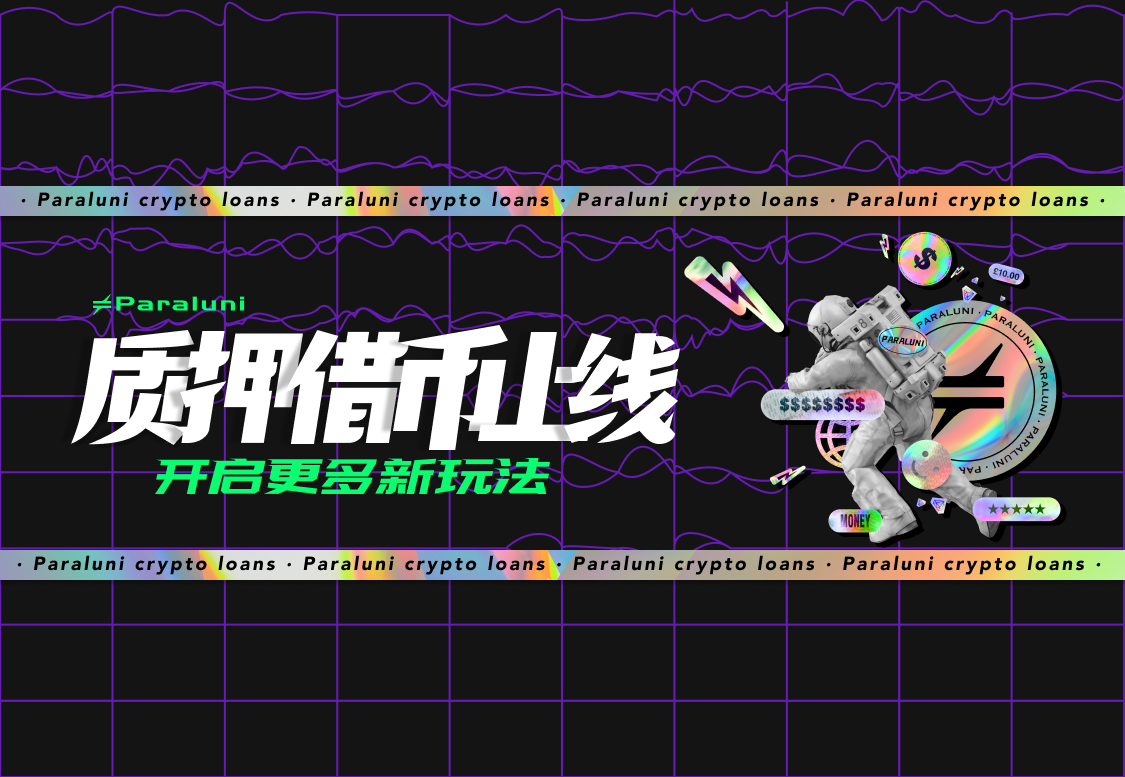 · Paraluni crypto loans · Paraluni crypto loans · Paraluni crypto loans · Paraluni crypto loans ·
Paraluni
质押借币上线
开启更多新玩法
$
£10.00
PARALUNI
PARALUNI · PARALUNI · PARALUNI · PARALUNI · PAR
$$$$$$$$
★★★★★
MONEY
· Paraluni crypto loans · Paraluni crypto loans · Paraluni crypto loans · Paraluni crypto loans ·